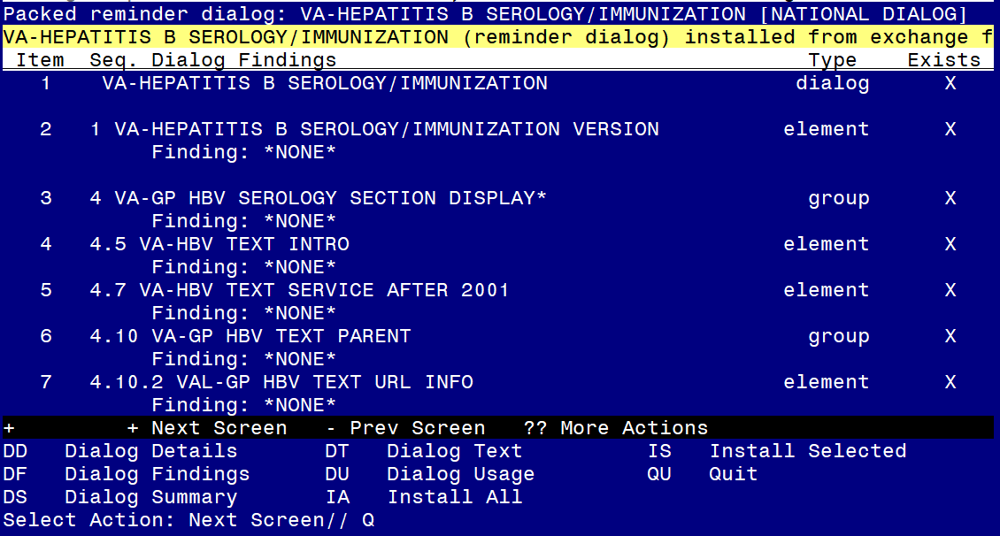 Packed reminder dialog: VA-HEPATITIS B SEROLOGY/IMMUNIZATION [NATIONAL DIALOG]
VA-HEPATITIS B SEROLOGY/IMMUNIZATION (reminder dialog) installed from exchange f
Item Seq. Dialog Findings Type Exists
1 VA-HEPATITIS B SEROLOGY/IMMUNIZATION dialog X
2 1 VA-HEPATITIS B SEROLOGY/IMMUNIZATION VERSION element X
Finding: *NONE*
3 4 VA-GP HBV SEROLOGY SECTION DISPLAY* group X
Finding: *NONE*
4 4.5 VA-HBV TEXT INTRO element X
Finding: *NONE*
5 4.7 VA-HBV TEXT SERVICE AFTER 2001 element X
Finding: *NONE*
6 4.10 VA-GP HBV TEXT PARENT group X
Finding: *NONE*
7 4.10.2 VAL-GP HBV TEXT URL INFO element X
Finding: *NONE*
+ + Next Screen - Prev Screen ?? More Actions
DD Dialog Details DT Dialog Text IS Install Selected
DF Dialog Findings DU Dialog Usage QU Quit
DS Dialog Summary IA Install All
Select Action: Next Screen// Q